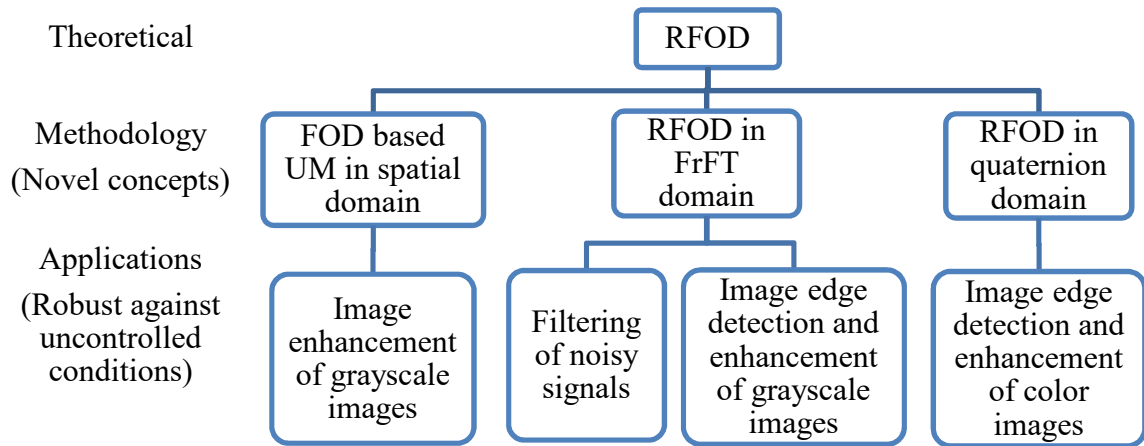 Theoretical
RFOD
Methodology
(Novel concepts)
FOD based
UM in spatial
domain
RFOD in
FrFT
domain
RFOD in
quaternion
domain
Applications
(Robust against
uncontrolled
conditions)
Image
enhancement
of grayscale
images
Filtering
of noisy
signals
Image edge
detection and
enhancement
of grayscale
images
Image edge
detection and
enhancement
of color
images